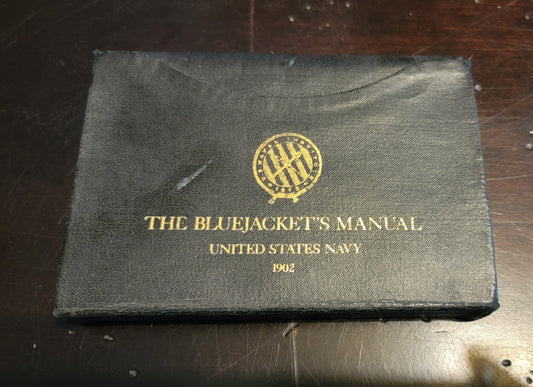 THE BLUEJACKET'S MANUAL
UNITED STATES NAVY
1902